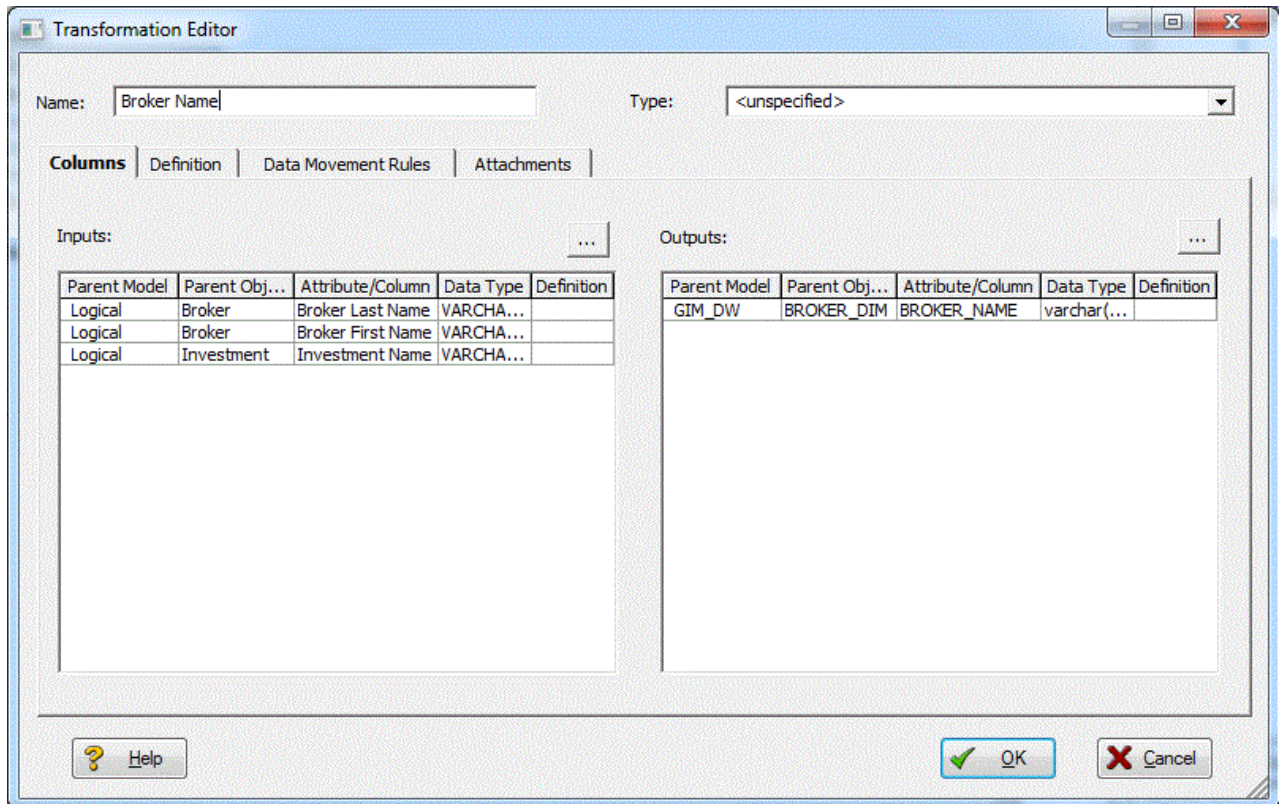 Transformation Editor
Name: Broker Name Type: <unspecified>
Columns Definition Data Movement Rules Attachments
Inputs: ... Outputs: ...
Parent Model Parent Obj... Attribute/Column Data Type Definition Parent Model Parent Obj... Attribute/Column Data Type Definition
Logical Broker Broker Last Name VARCHA... GIM_DW BROKER_DIM BROKER_NAME varchar(...
Logical Broker Broker First Name VARCHA...
Logical Investment Investment Name VARCHA...
Help OK Cancel